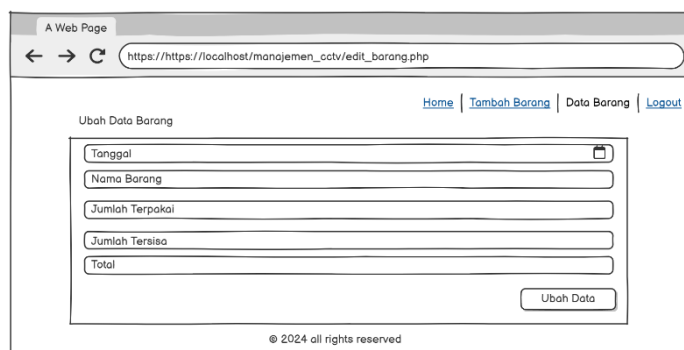 A Web Page
https://https://localhost/manajemen_cctv/edit_barang.php
Home Tambah Barang Data Barang Logout
Ubah Data Barang
Tanggal
Nama Barang
Jumlah Terpakai
Jumlah Tersisa
Total
Ubah Data
© 2024 all rights reserved